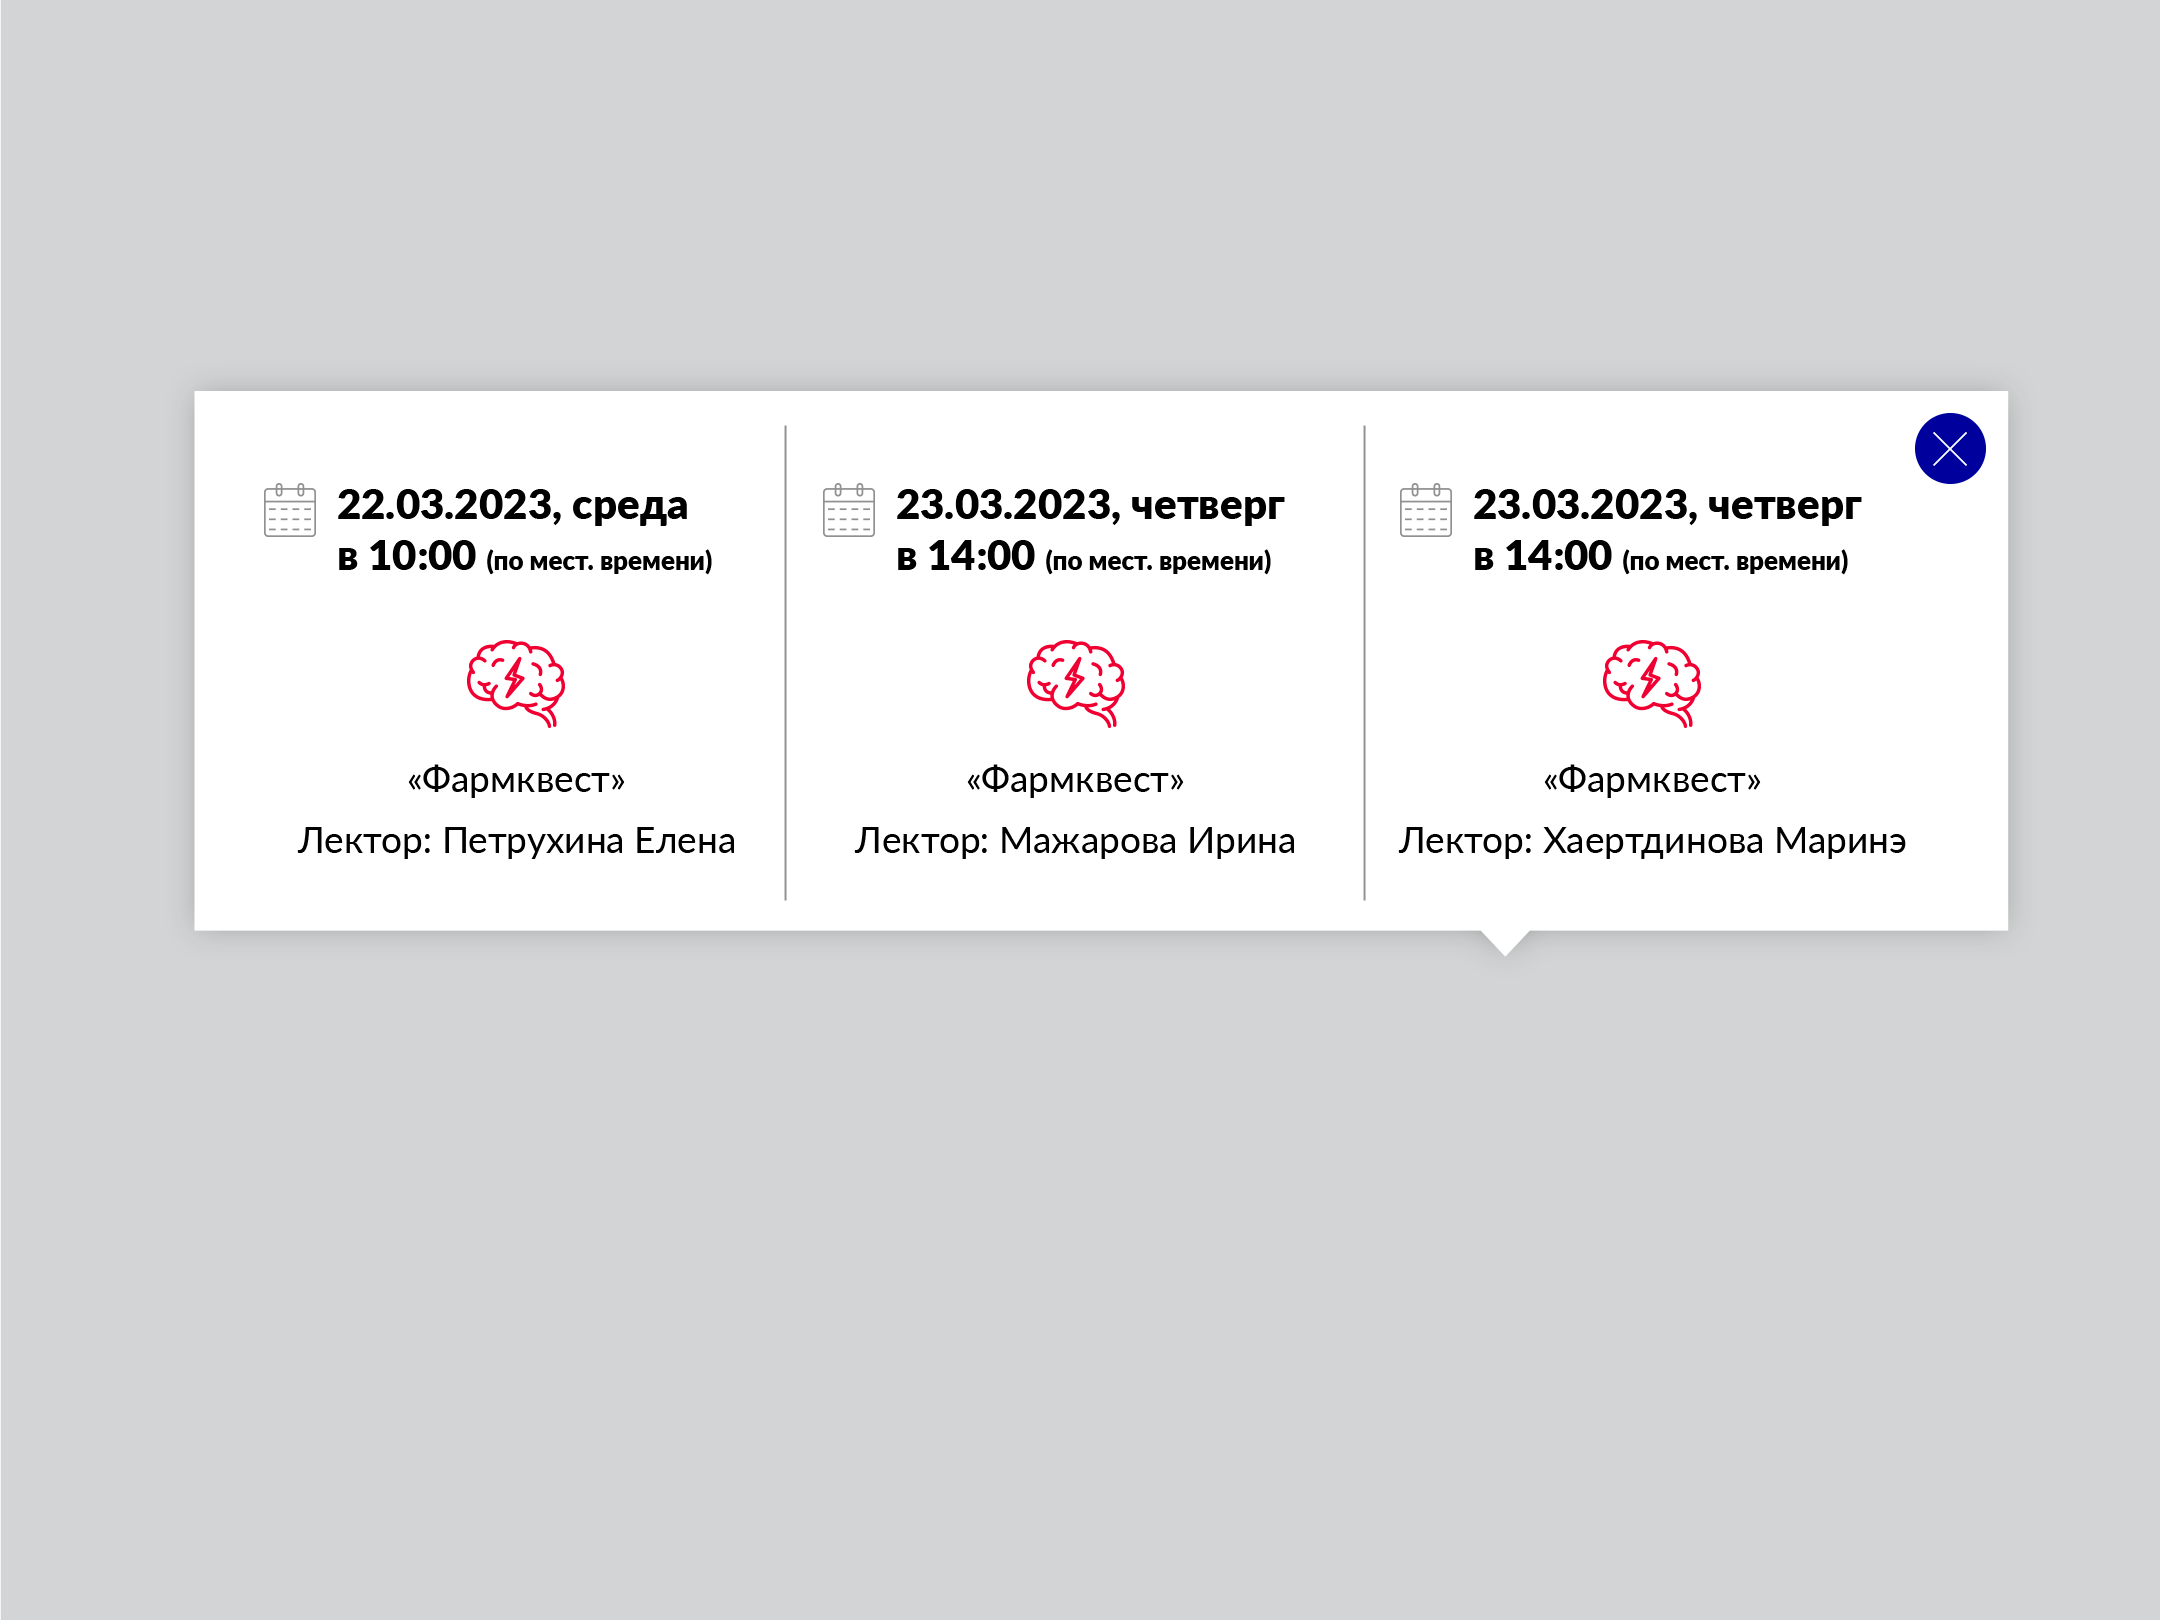 22.03.2023, среда
в 10:00 (по мест. времени)
«Фармквест»
Лектор: Петрухина Елена
23.03.2023, четверг
в 14:00 (по мест. времени)
«Фармквест»
Лектор: Мажарова Ирина
23.03.2023, четверг
в 14:00 (по мест. времени)
«Фармквест»
Лектор: Хаертдинова Маринэ